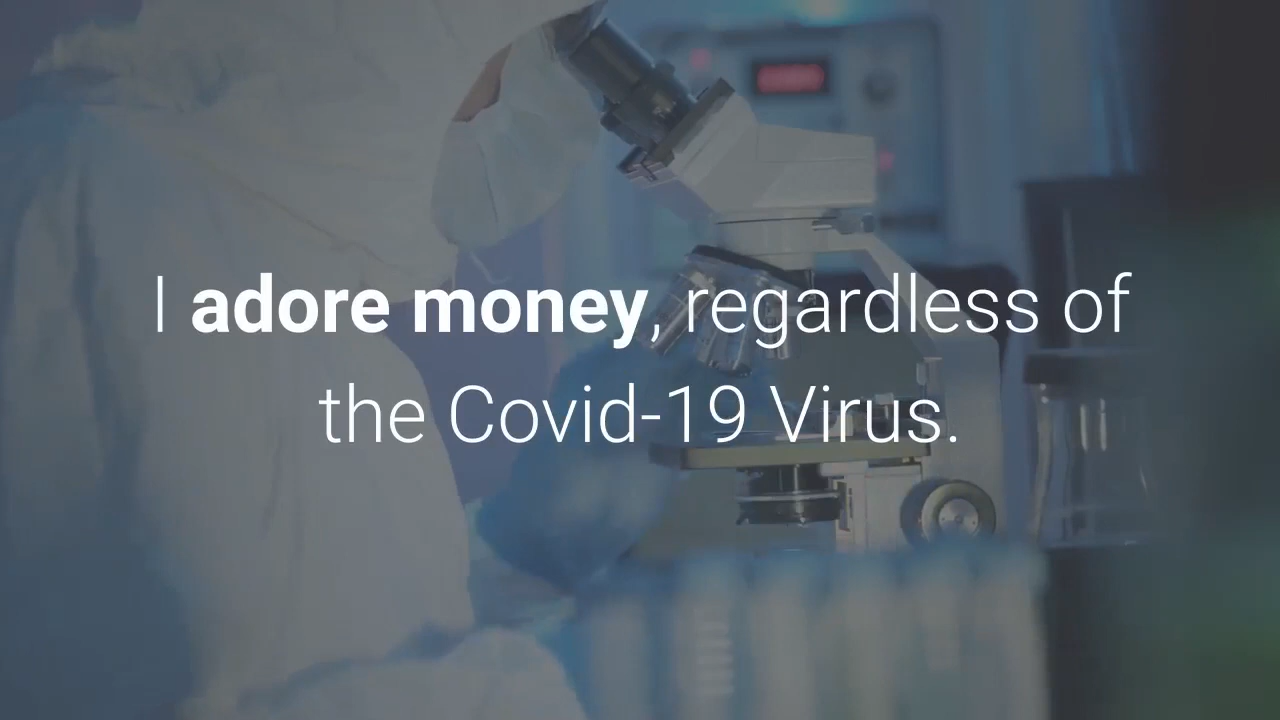 I adore money, regardless of
the Covid-19 Virus.